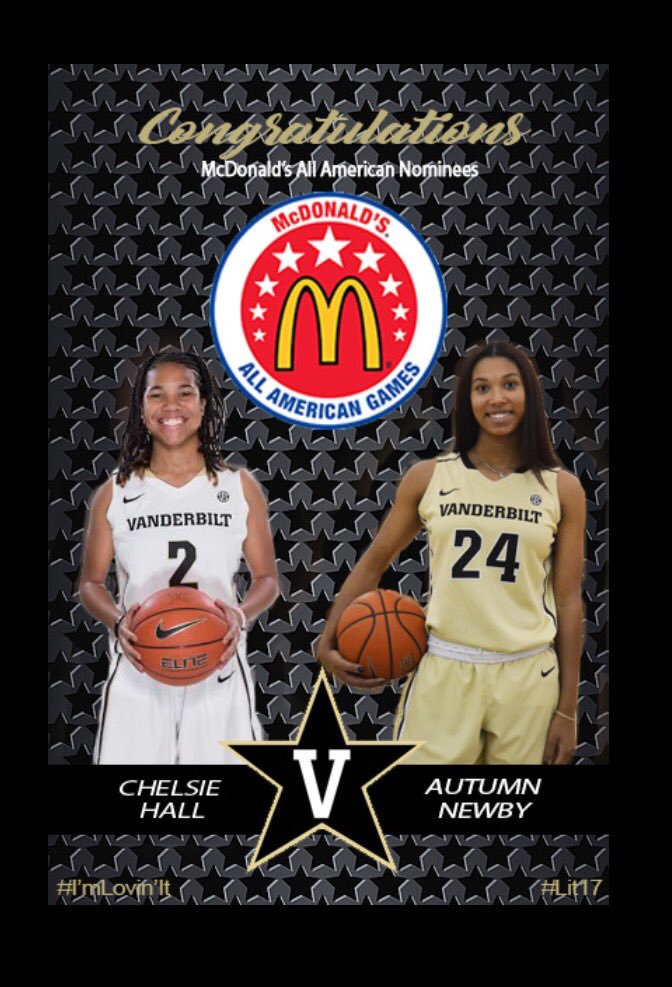 Congratulations
McDonald's All American Nominees
McDONALD'S.
ALL AMERICAN GAMES
VANDERBILT
2
ELITE
VANDERBILT
24
V
CHELSIE
HALL
AUTUMN
NEWBY
#I'mLovin'It
#Lit17